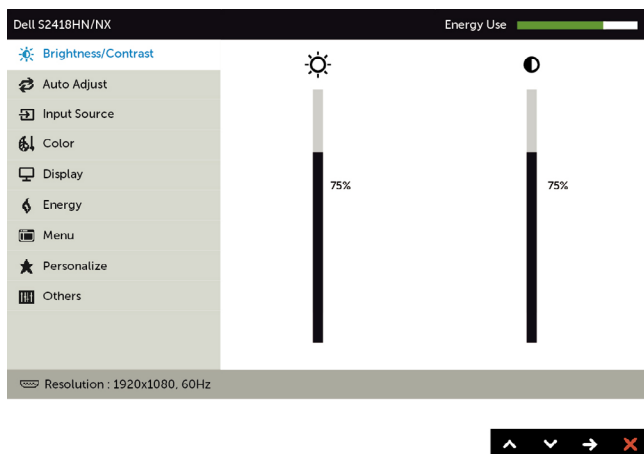 Dell S2418HN/NX
Energy Use
Brightness/Contrast
Auto Adjust
Input Source
Color
Display
Energy
Menu
Personalize
Others
75%
75%
Resolution : 1920x1080, 60Hz